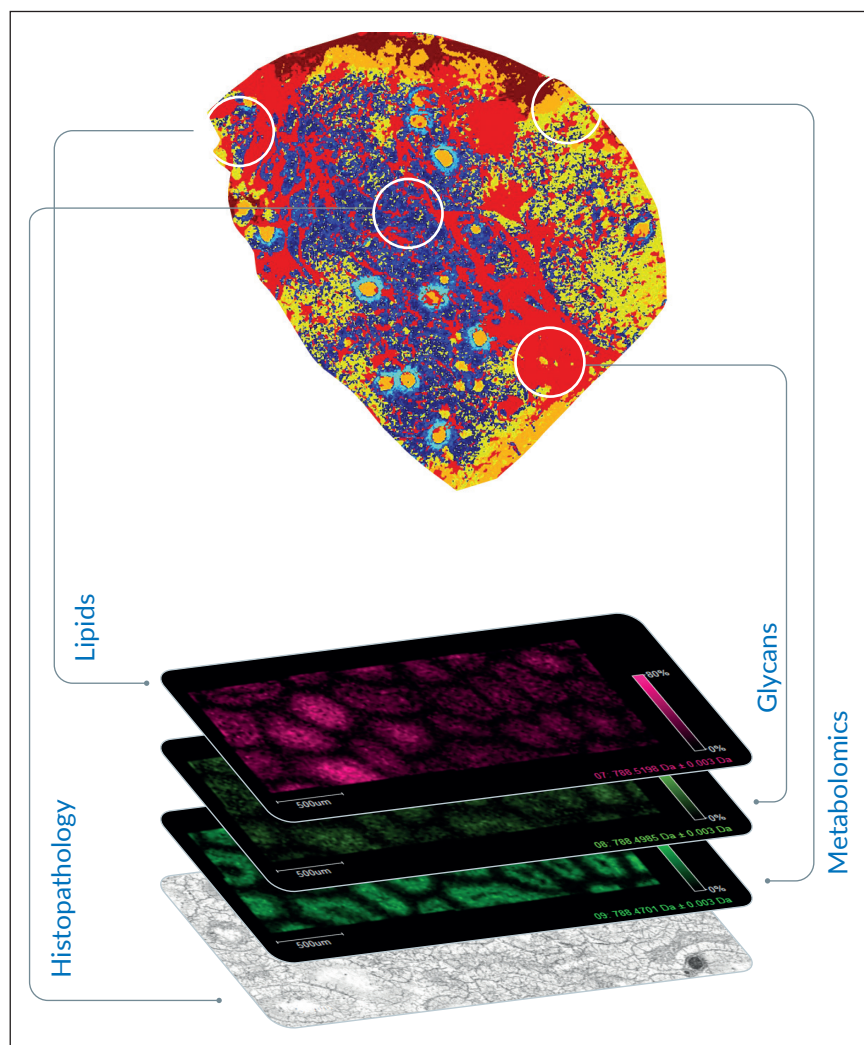 Lipids
Histopathology
Glycans
Metabolomics
80%
0%
07. 788.5198 Da ± 0.003 Da
500um
0%
08. 788.4985 Da ± 0.003 Da
0%
09. 788.4701 Da ± 0.003 Da
500um